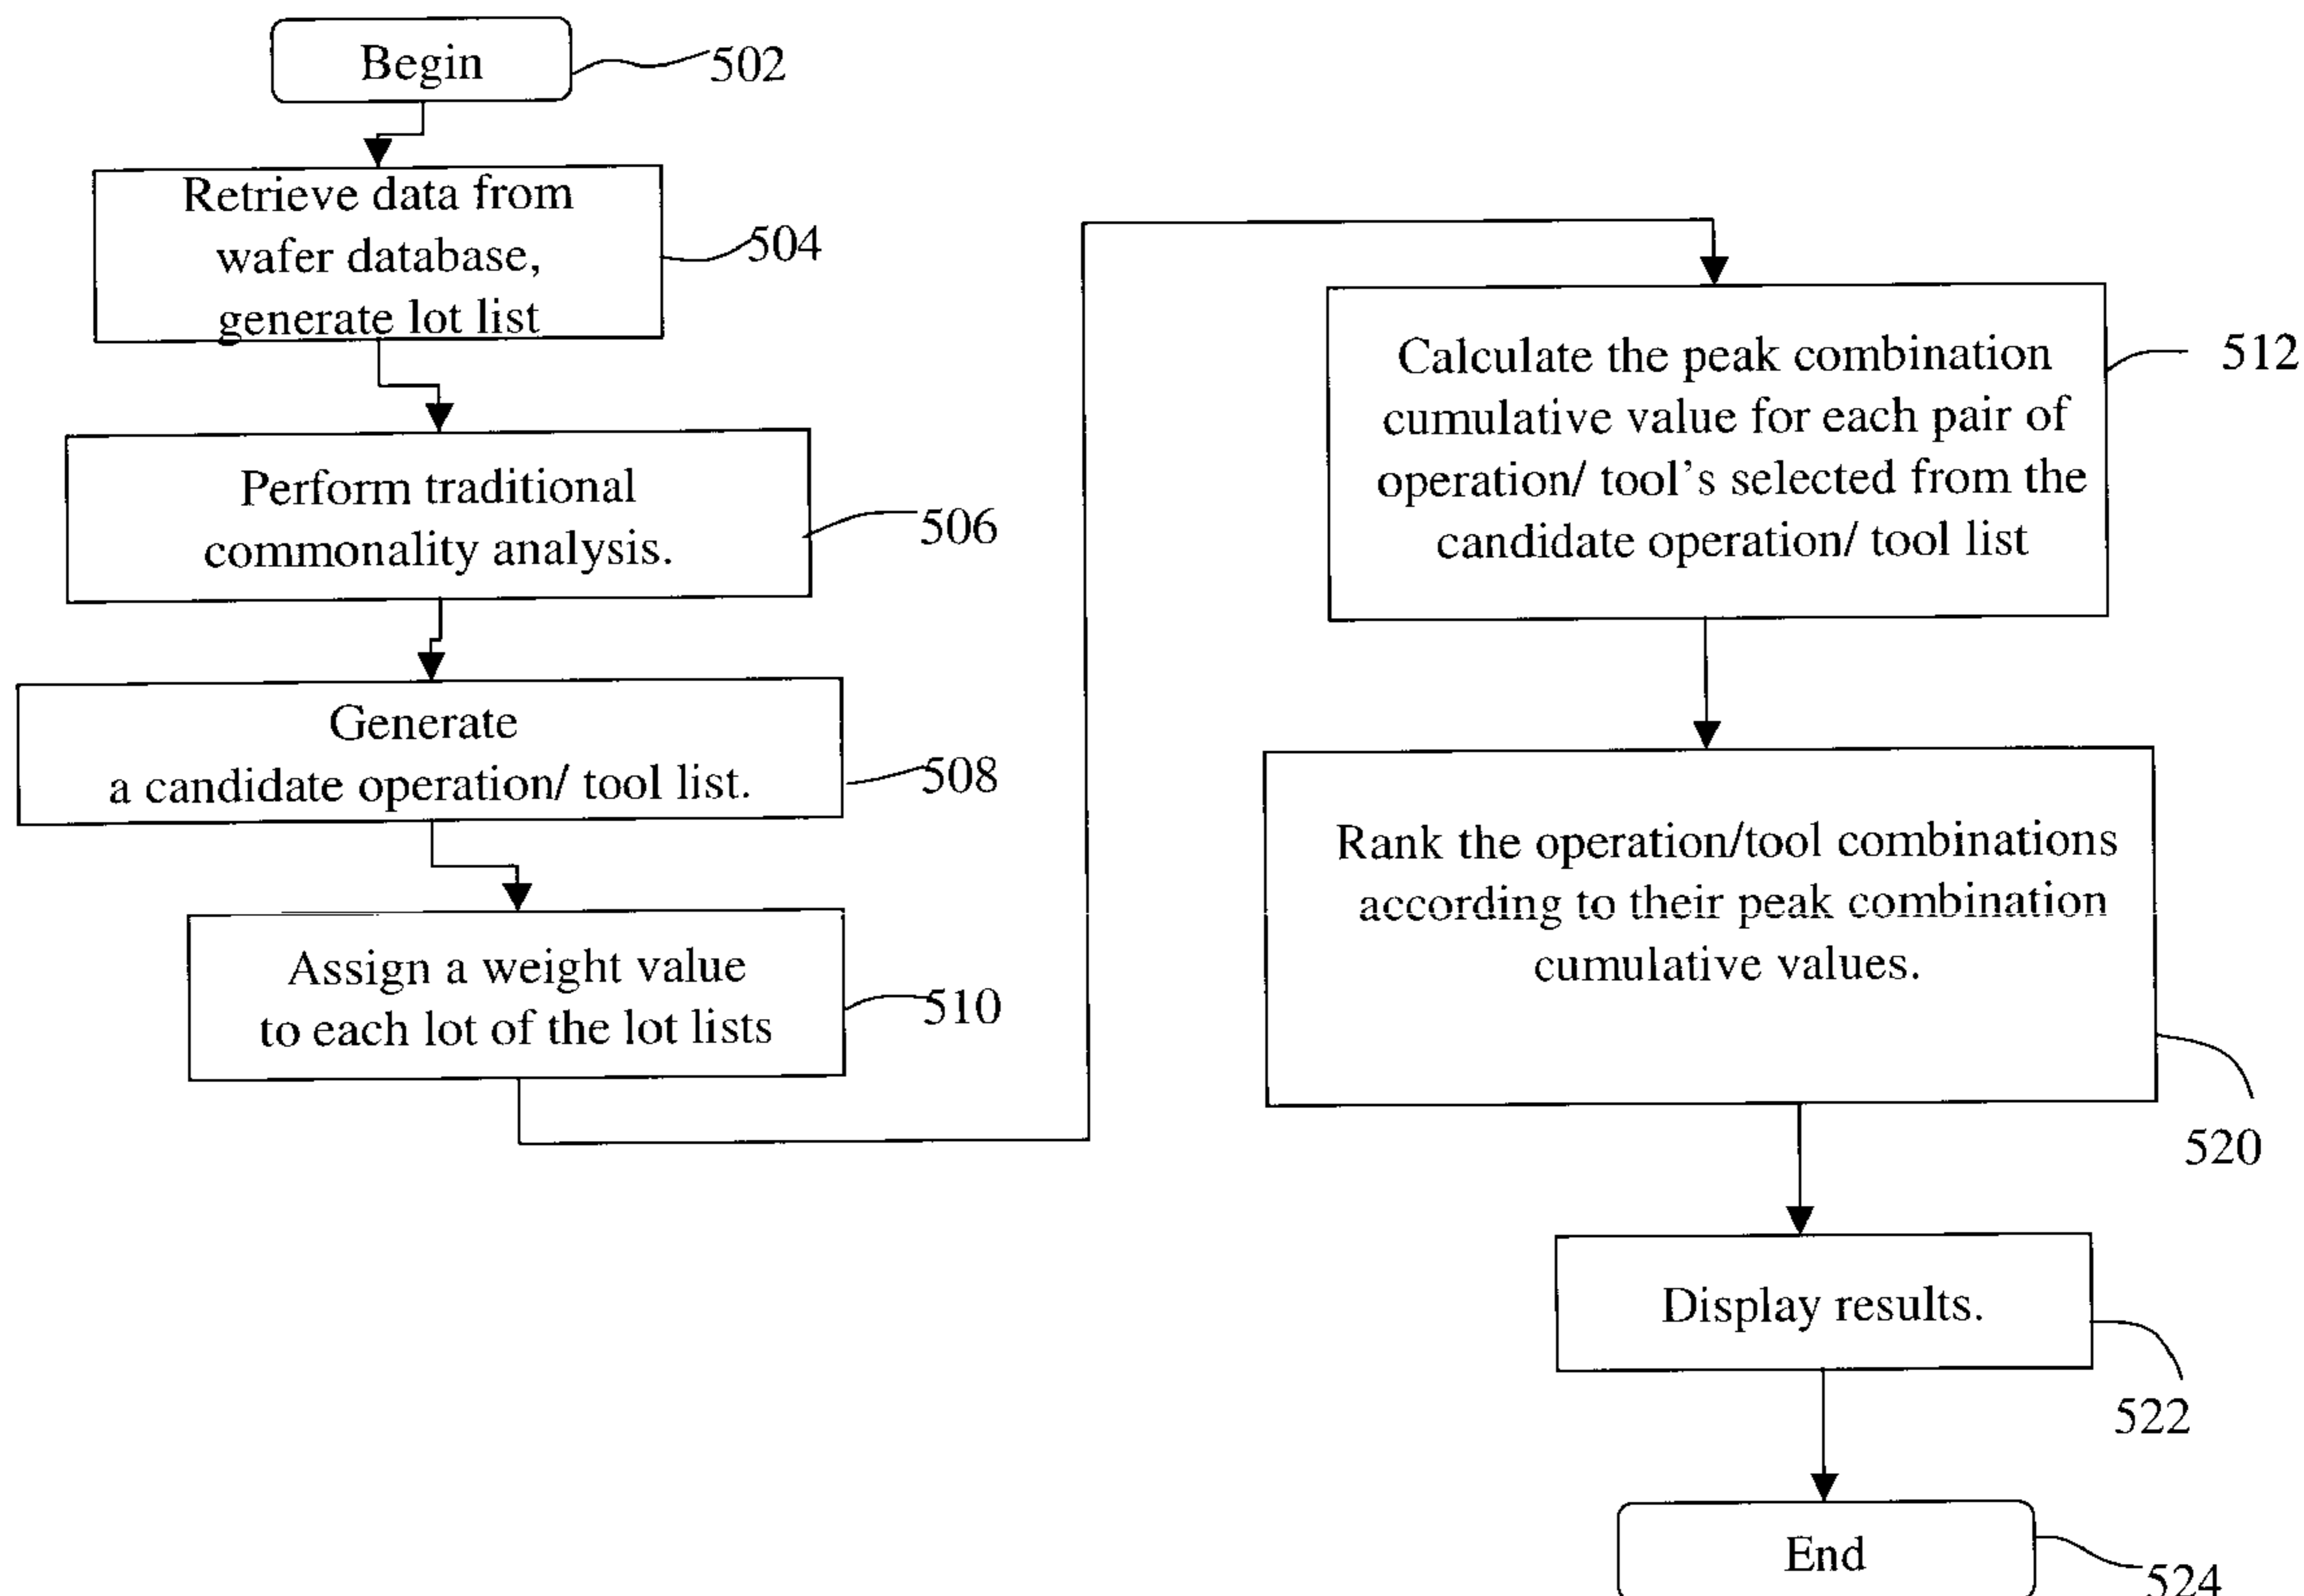 Begin
502
Retrieve data from
wafer database,
generate lot list
504
Perform traditional
commonality analysis.
506
Generate
a candidate operation/ tool list.
508
Assign a weight value
to each lot of the lot lists
510
Calculate the peak combination
cumulative value for each pair of
operation/ tool's selected from the
candidate operation/ tool list
512
Rank the operation/tool combinations
according to their peak combination
cumulative values.
520
Display results.
522
End
524